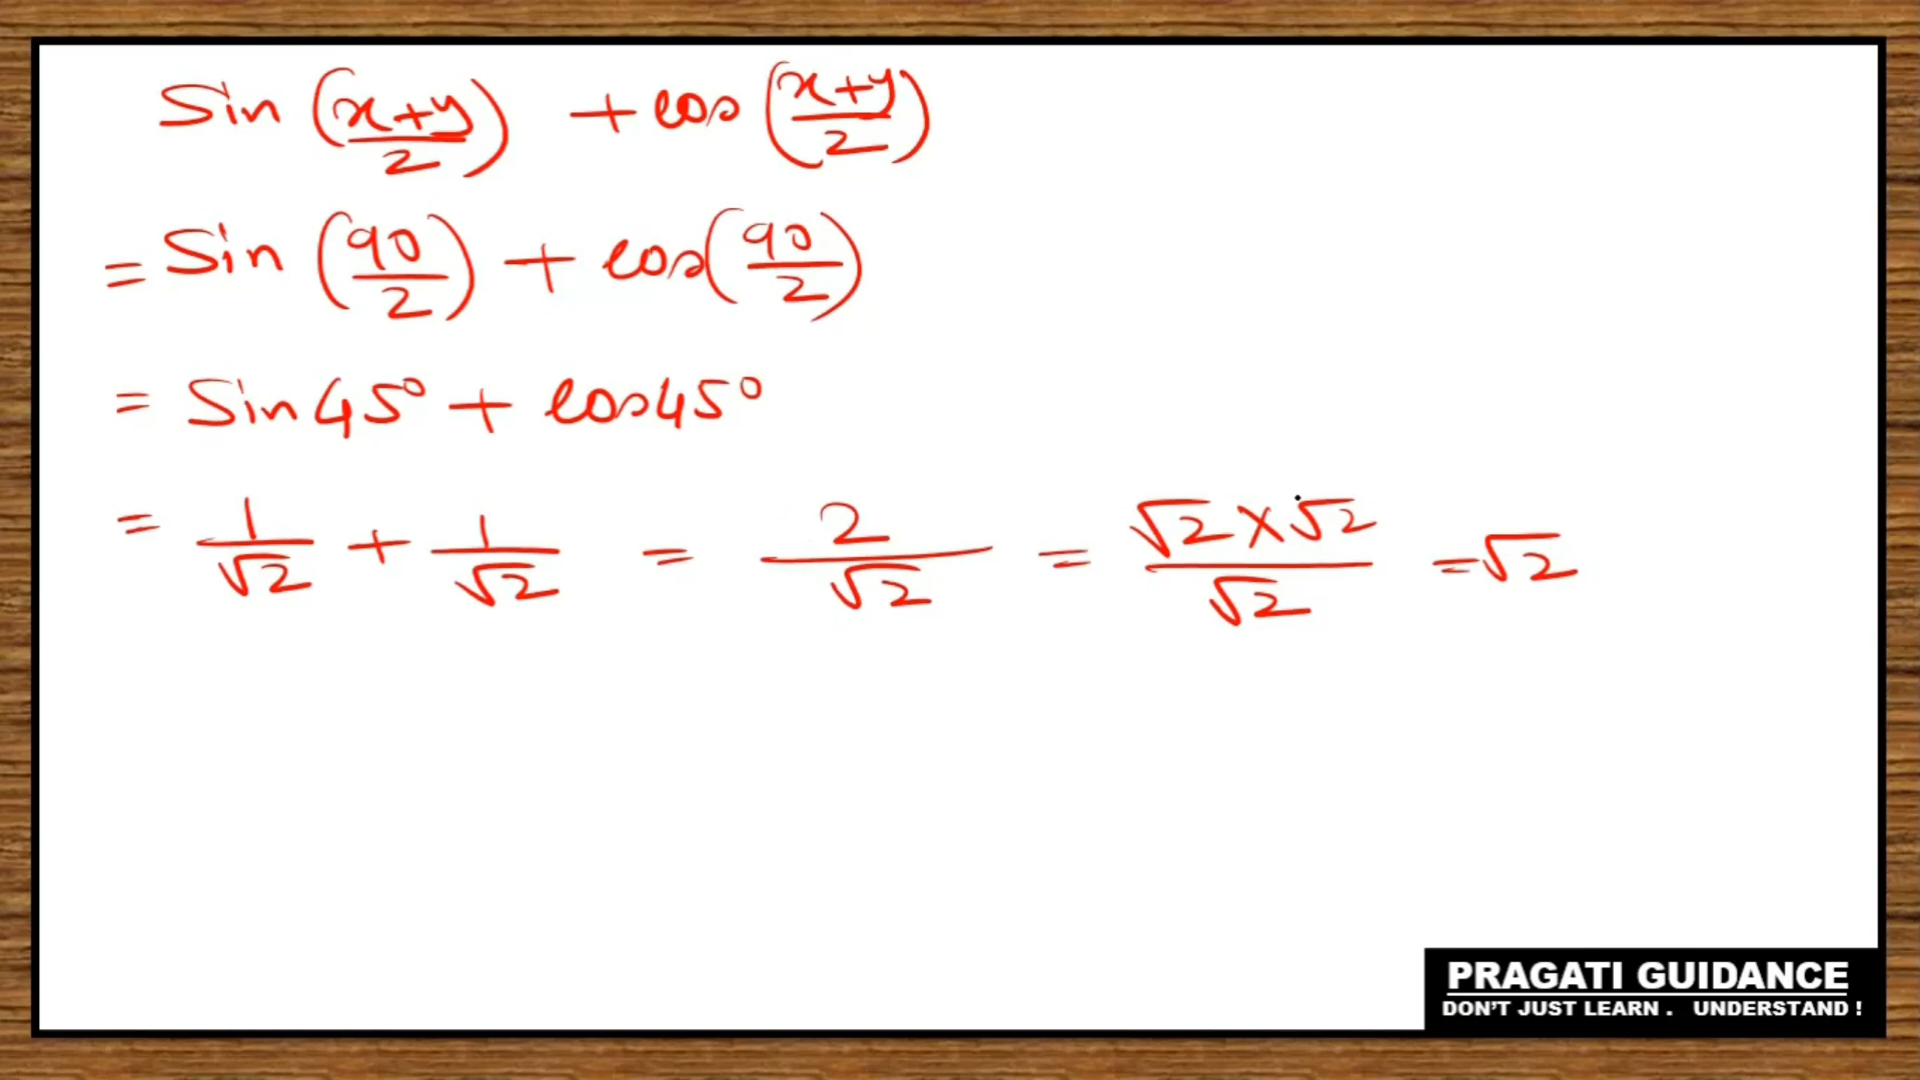 Sin (x+y/2) + cos (x+y/2)
= Sin (90/2) + cos (90/2)
= Sin 45° + cos 45°
= 1/√2 + 1/√2 = 2/√2 = √2 × √2/√2 = √2
PRAGATI GUIDANCE
DON'T JUST LEARN . UNDERSTAND !